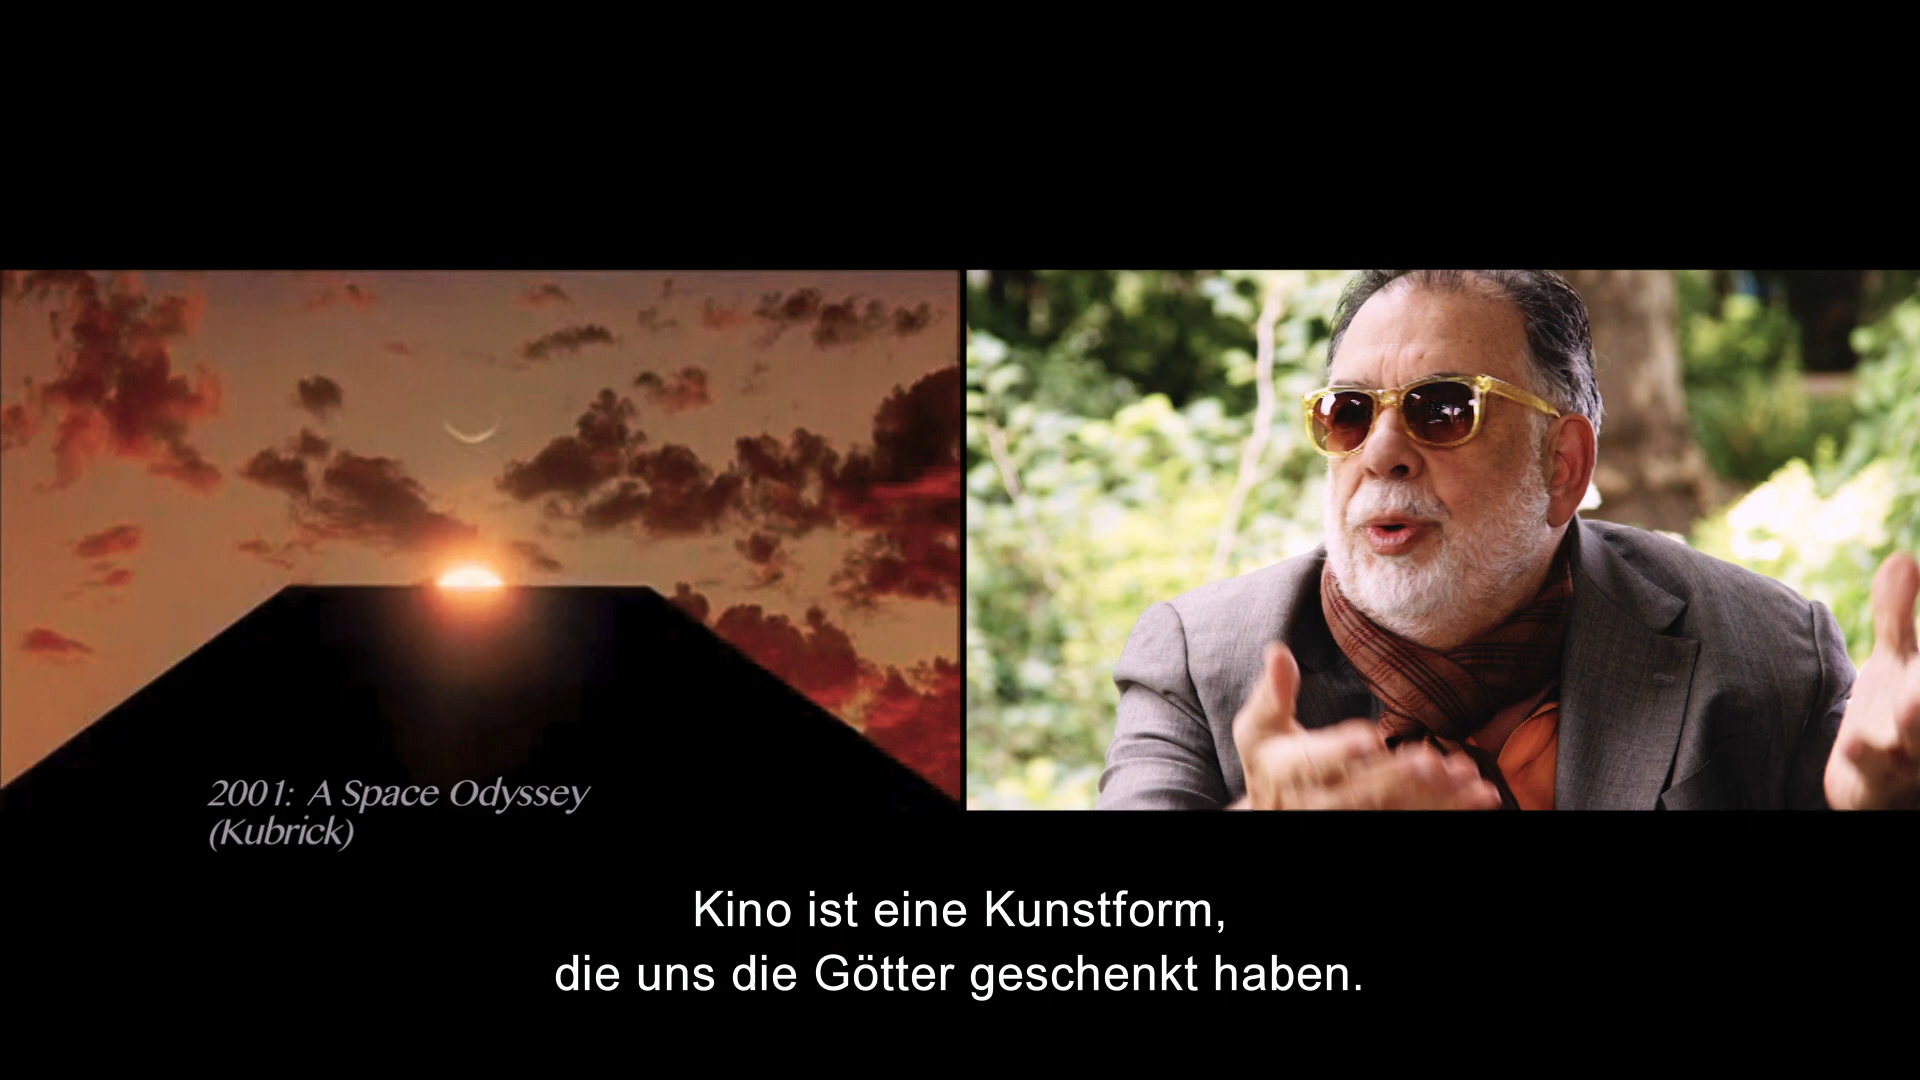 2001: A Space Odyssey
(Kubrick)
Kino ist eine Kunstform,
die uns die Götter geschenkt haben.